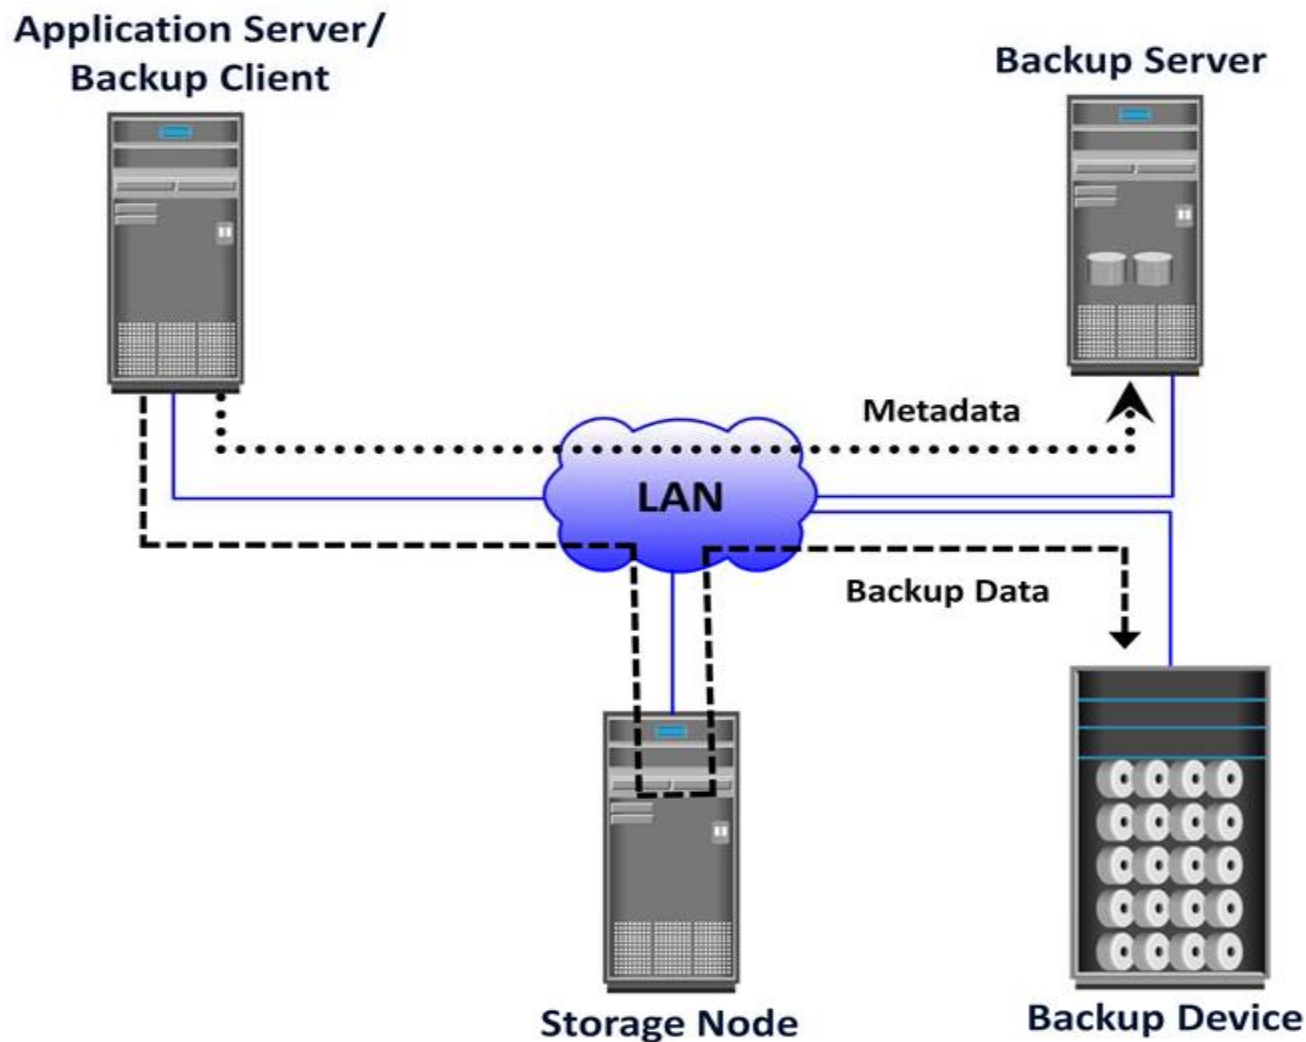 Application Server/
Backup Client
Backup Server
Metadata
LAN
Backup Data
Storage Node
Backup Device